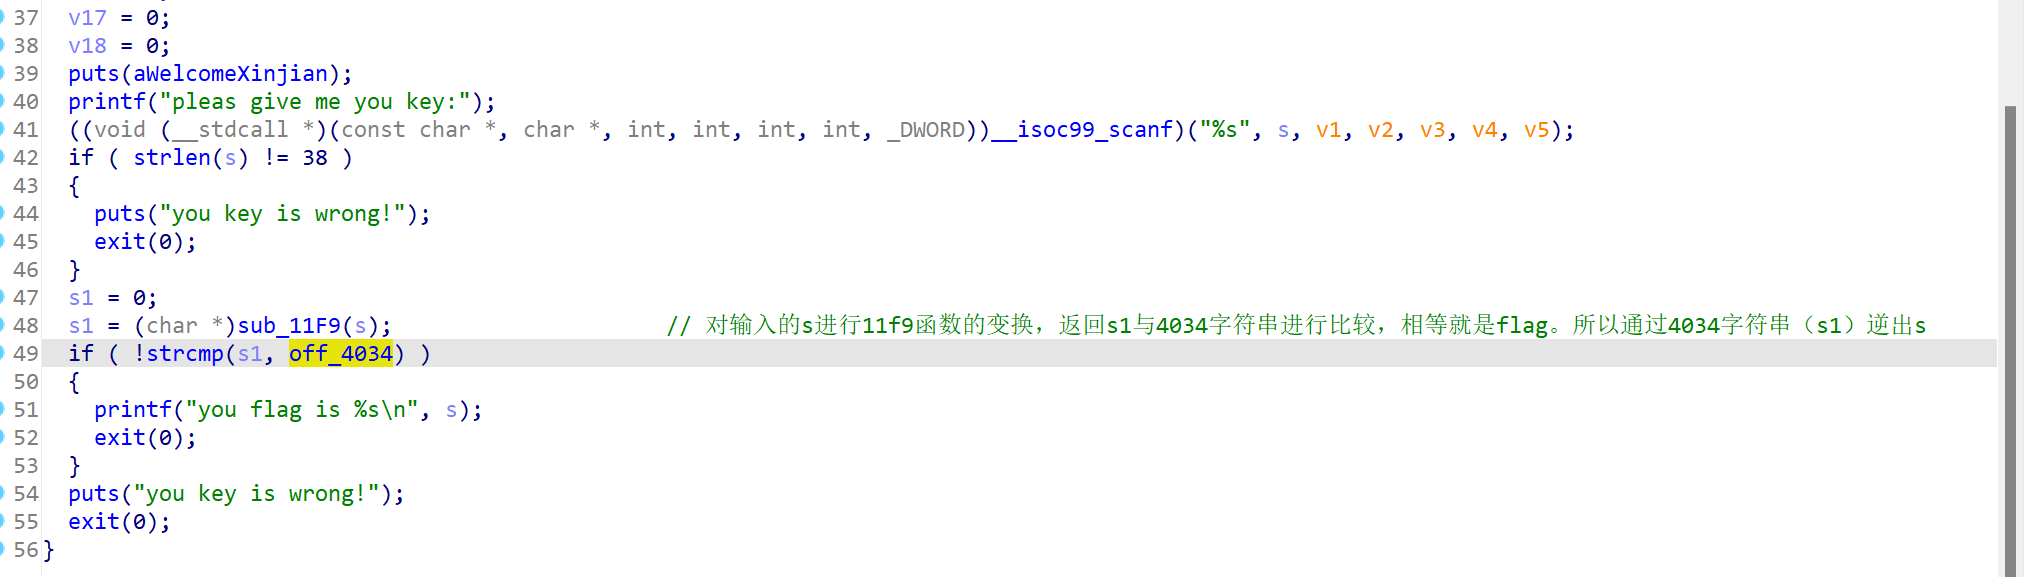 37 v17 = 0;
38 v18 = 0;
39 puts(aWelcomeXinjian);
40 printf("pleas give me you key:");
41 ((void (__stdcall *)(const char *, char *, int, int, int, int, _DWORD))__isoc99_scanf)("%s", s, v1, v2, v3, v4, v5);
42 if ( strlen(s) != 38 )
43 {
44 puts("you key is wrong!");
45 exit(0);
46 }
47 s1 = 0;
48 s1 = (char *)sub_11F9(s); // 对输入的s进行11f9函数的变换，返回s1与4034字符串进行比较，相等就是flag。所以通过4034字符串（s1）逆出s
49 if ( !strcmp(s1, off_4034) )
50 {
51 printf("you flag is %s\n", s);
52 exit(0);
53 }
54 puts("you key is wrong!");
55 exit(0);
56 }